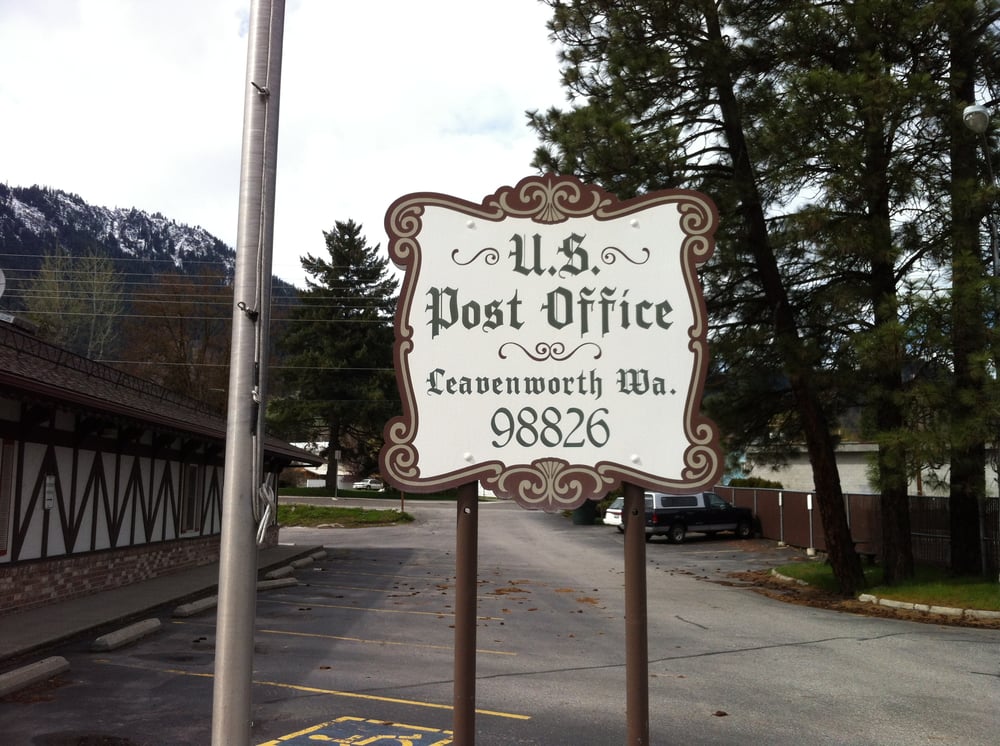 U.S.
Post Office
Leavenworth Wa.
98826